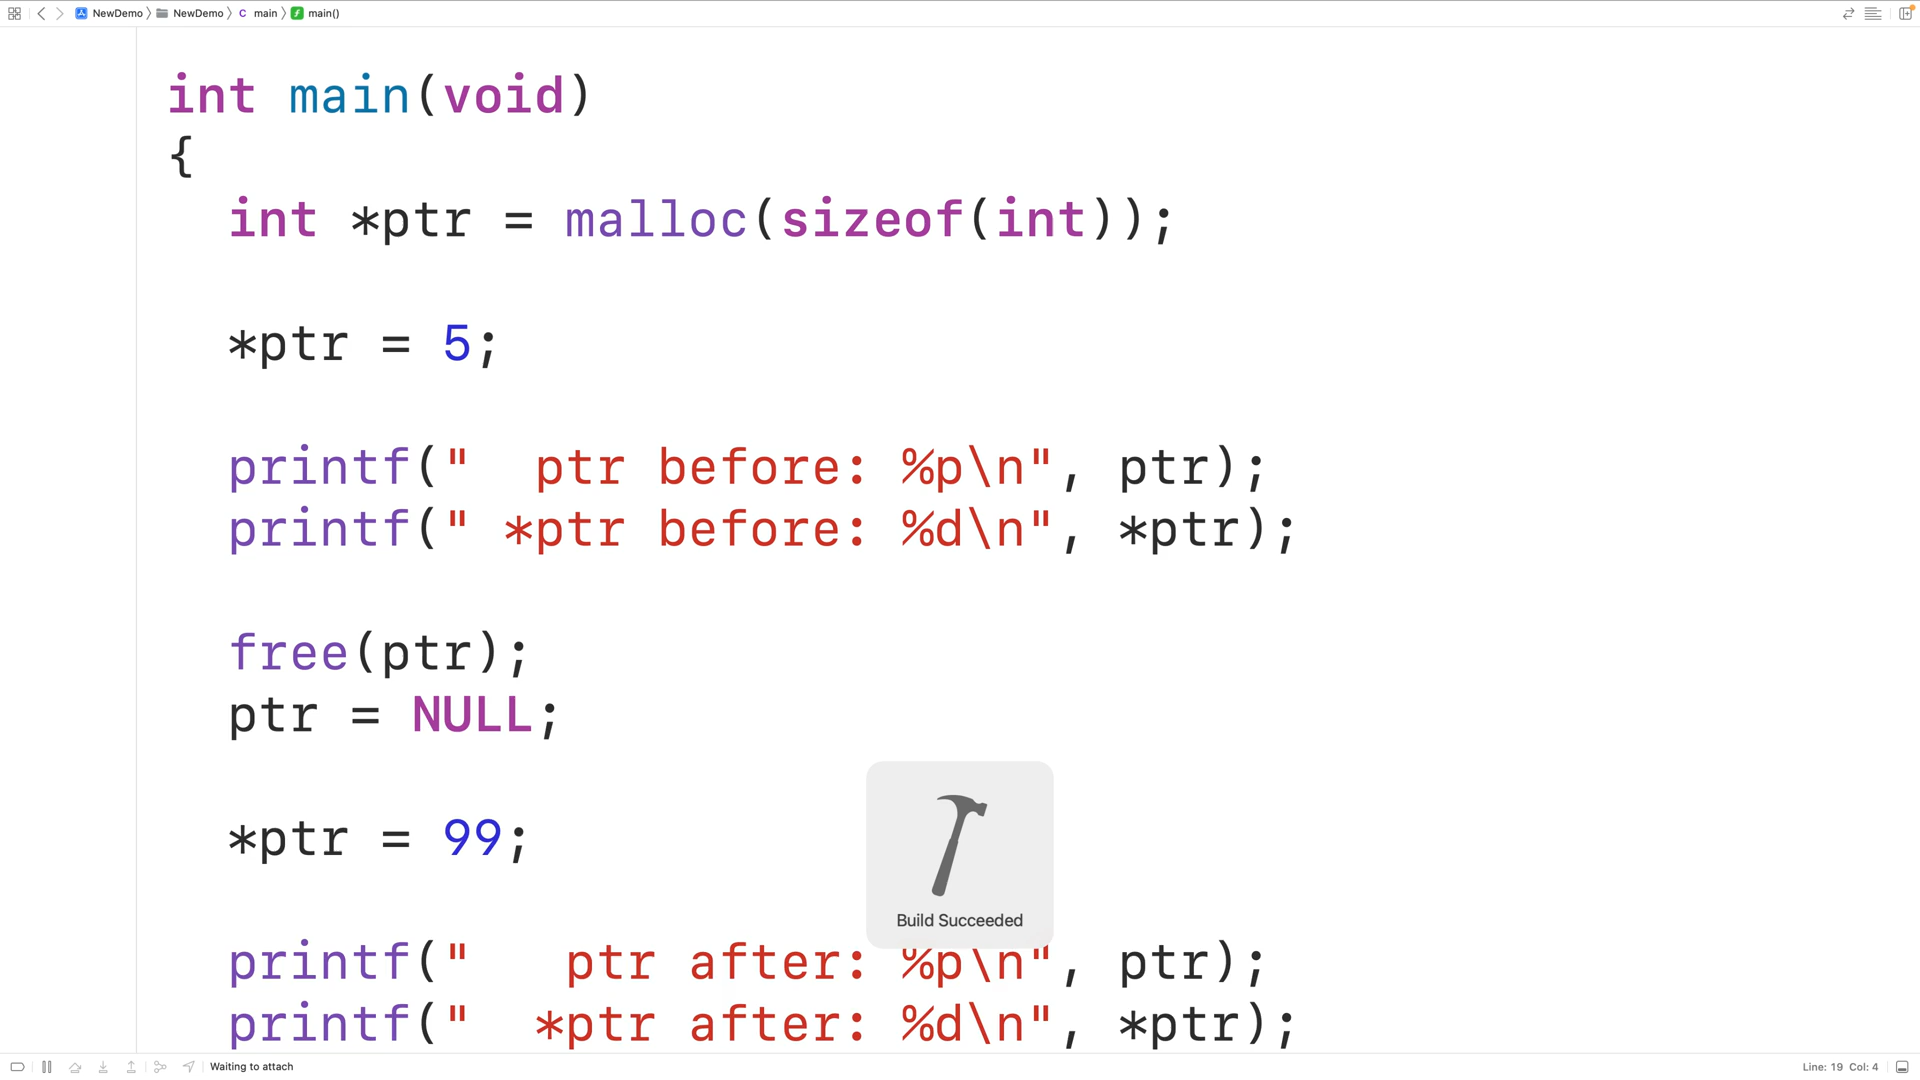 NewDemo NewDemo C main f main()
int main(void)
{
int *ptr = malloc(sizeof(int));
*ptr = 5;
printf("  ptr before: %p\n", ptr);
printf(" *ptr before: %d\n", *ptr);
free(ptr);
ptr = NULL;
*ptr = 99;
Build Succeeded
printf("   ptr after: %p\n", ptr);
printf("  *ptr after: %d\n", *ptr);
Waiting to attach
Line: 19 Col: 4